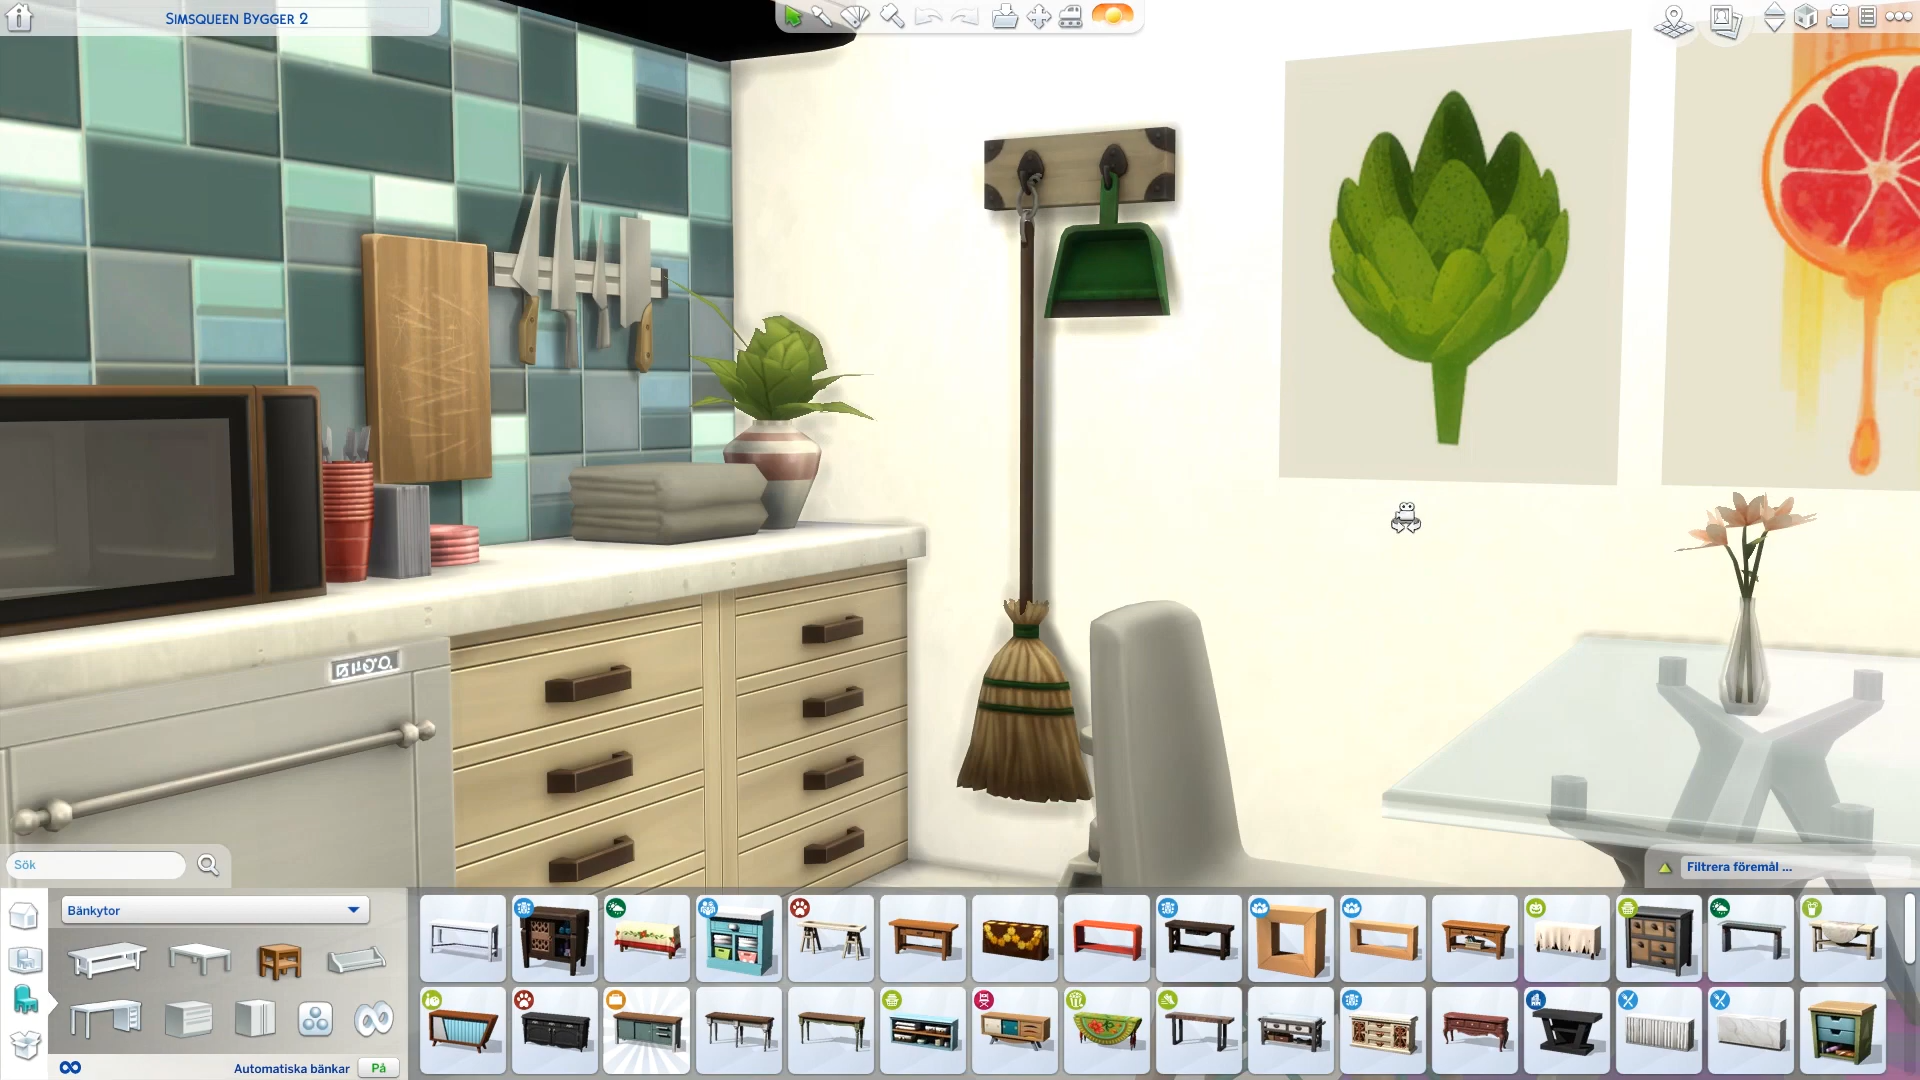 Simsqueen Bygger 2
Sök
Filtrera föremål ...
Bänkytor
Automatiska bänkar
På